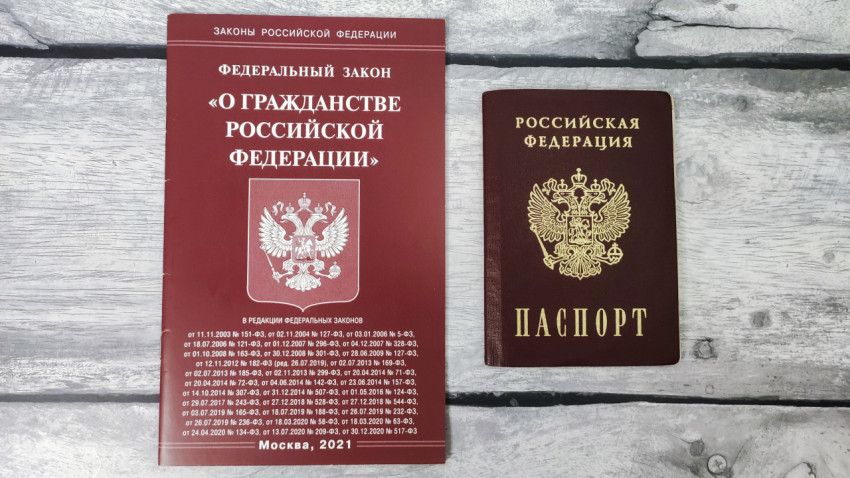 ЗАКОНЫ РОССИЙСКОЙ ФЕДЕРАЦИИ
ФЕДЕРАЛЬНЫЙ ЗАКОН
«О ГРАЖДАНСТВЕ
РОССИЙСКОЙ
ФЕДЕРАЦИИ»
В РЕДАКЦИИ ФЕДЕРАЛЬНЫХ ЗАКОНОВ
от 11.11.2003 № 151-ФЗ, от 02.11.2004 № 127-ФЗ, от 03.01.2006 № 5-ФЗ,
от 18.07.2006 № 121-ФЗ, от 01.12.2007 № 296-ФЗ, от 04.12.2007 № 328-ФЗ,
от 01.10.2008 № 163-ФЗ, от 30.12.2008 № 301-ФЗ, от 28.06.2009 № 127-ФЗ,
от 12.11.2012 № 182-ФЗ (ред. 26.07.2019), от 02.07.2013 № 169-ФЗ,
от 02.07.2013 № 185-ФЗ, от 02.11.2013 № 299-ФЗ, от 20.04.2014 № 71-ФЗ,
от 20.04.2014 № 72-ФЗ, от 04.06.2014 № 142-ФЗ, от 23.06.2014 № 157-ФЗ,
от 14.10.2014 № 307-ФЗ, от 31.12.2014 № 507-ФЗ, от 01.05.2016 № 124-ФЗ,
от 29.07.2017 № 243-ФЗ, от 27.12.2018 № 528-ФЗ, от 27.12.2018 № 544-ФЗ,
от 03.07.2019 № 165-ФЗ, от 18.07.2019 № 188-ФЗ, от 26.07.2019 № 232-ФЗ,
от 26.07.2019 № 236-ФЗ, от 18.03.2020 № 58-ФЗ, от 18.03.2020 № 63-ФЗ,
от 24.04.2020 № 134-ФЗ, от 13.07.2020 № 209-ФЗ, от 30.12.2020 № 517-ФЗ
Москва, 2021
РОССИЙСКАЯ
ФЕДЕРАЦИЯ
ПАСПОРТ